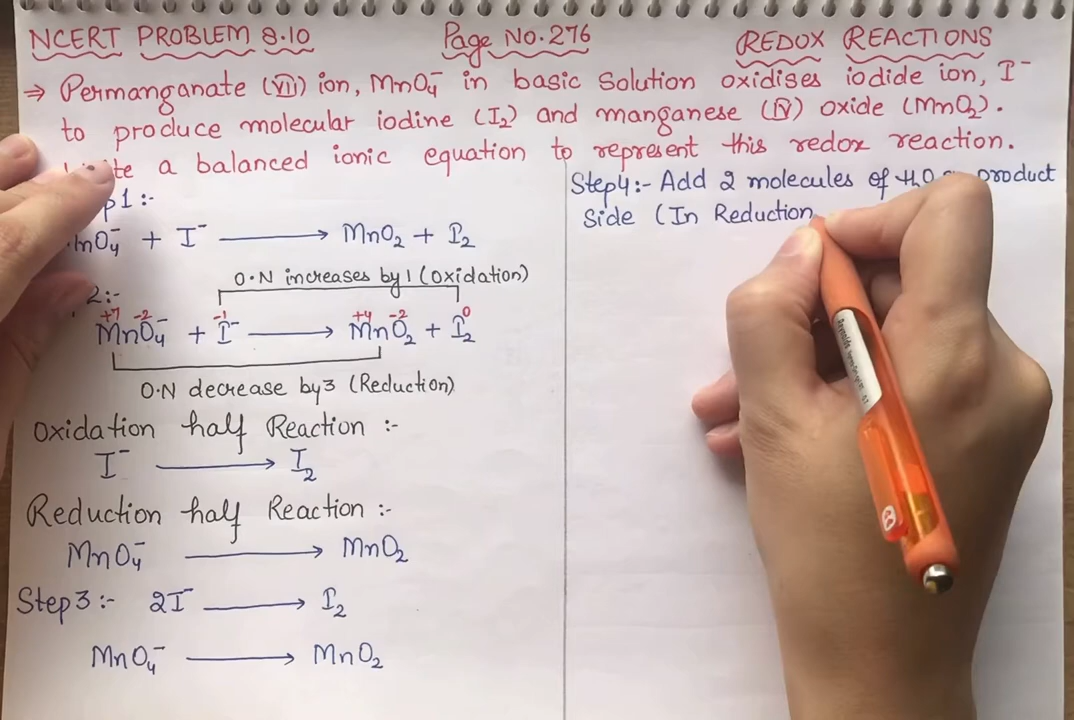 NCERT PROBLEM 8.10 Page No.276 REDOX REACTIONS
⇒ Permanganate (VII) ion, MnO₄⁻ in basic solution oxidises iodide ion, I⁻
to produce molecular iodine (I₂) and manganese (IV) oxide (MnO₂).
a balanced ionic equation to represent this redox reaction.
1:-
MnO₄⁻ + I⁻ ⟶ MnO₂ + I₂
O.N increases by 1 (Oxidation)
2:-
+7 -2 -1 +4 -2 0
MnO₄⁻ + I⁻ ⟶ MnO₂ + I₂
O.N decrease by 3 (Reduction)
Oxidation half Reaction :-
I⁻ ⟶ I₂
Reduction half Reaction :-
MnO₄⁻ ⟶ MnO₂
Step3:- 2I⁻ ⟶ I₂
MnO₄⁻ ⟶ MnO₂
Step4:- Add 2 molecules of product
Side (In Reduction